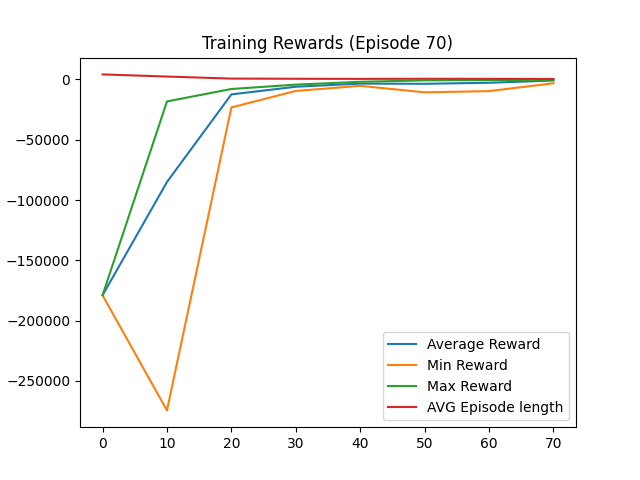 Training Rewards (Episode 70)
0
−50000
−100000
−150000
−200000
−250000
Average Reward
Min Reward
Max Reward
AVG Episode length
0 10 20 30 40 50 60 70